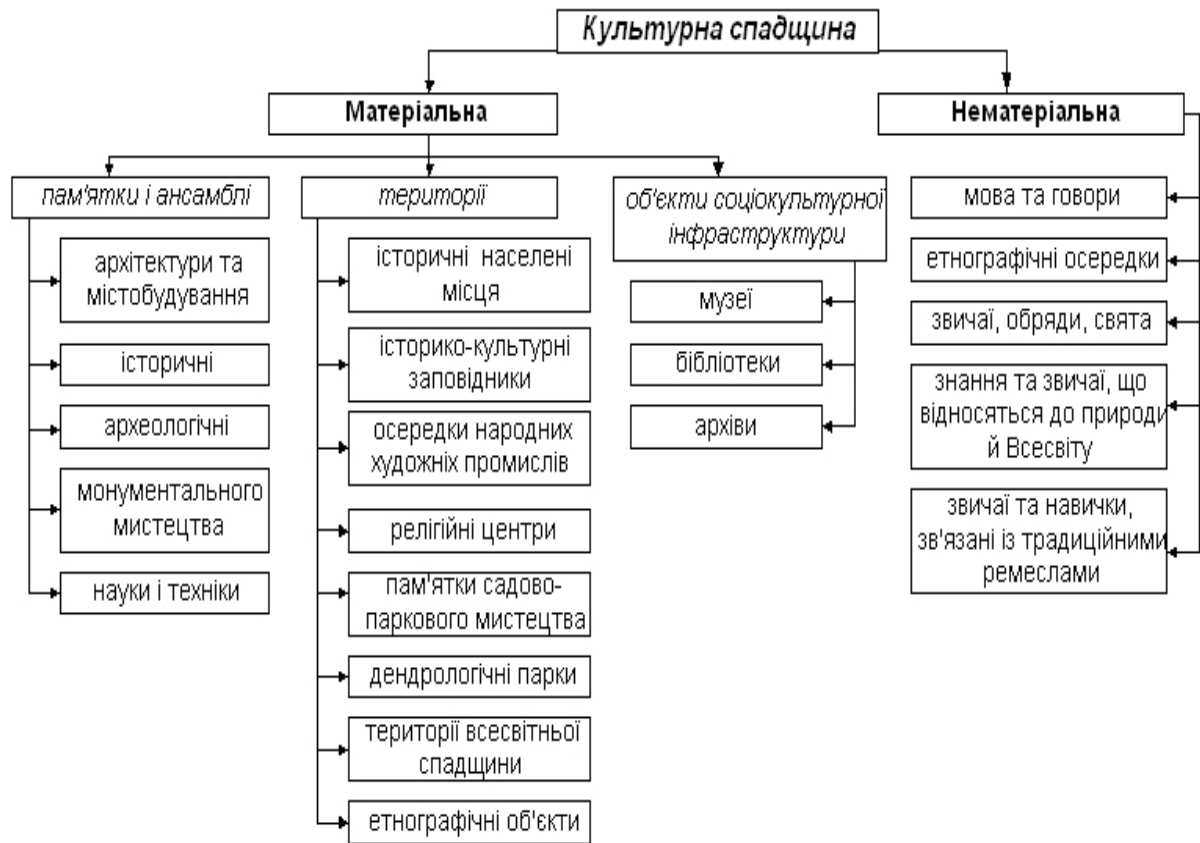 Культурна спадщина
Матеріальна
Нематеріальна
пам'ятки і ансамблі
архітектури та
містобудування
історичні
археологічні
монументального
мистецтва
науки і техніки
території
історичні населені
місця
історико-культурні
заповідники
осередки народних
художніх промислів
релігійні центри
пам'ятки садово-
паркового мистецтва
дендрологічні парки
території всесвітньої
спадщини
етнографічні об'єкти
об'єкти соціокультурної
інфраструктури
музеї
бібліотеки
архіви
мова та говори
етнографічні осередки
звичаї, обряди, свята
знання та звичаї, що
відносяться до природи
й Всесвіту
звичаї та навички,
зв'язані із традиційними
ремеслами